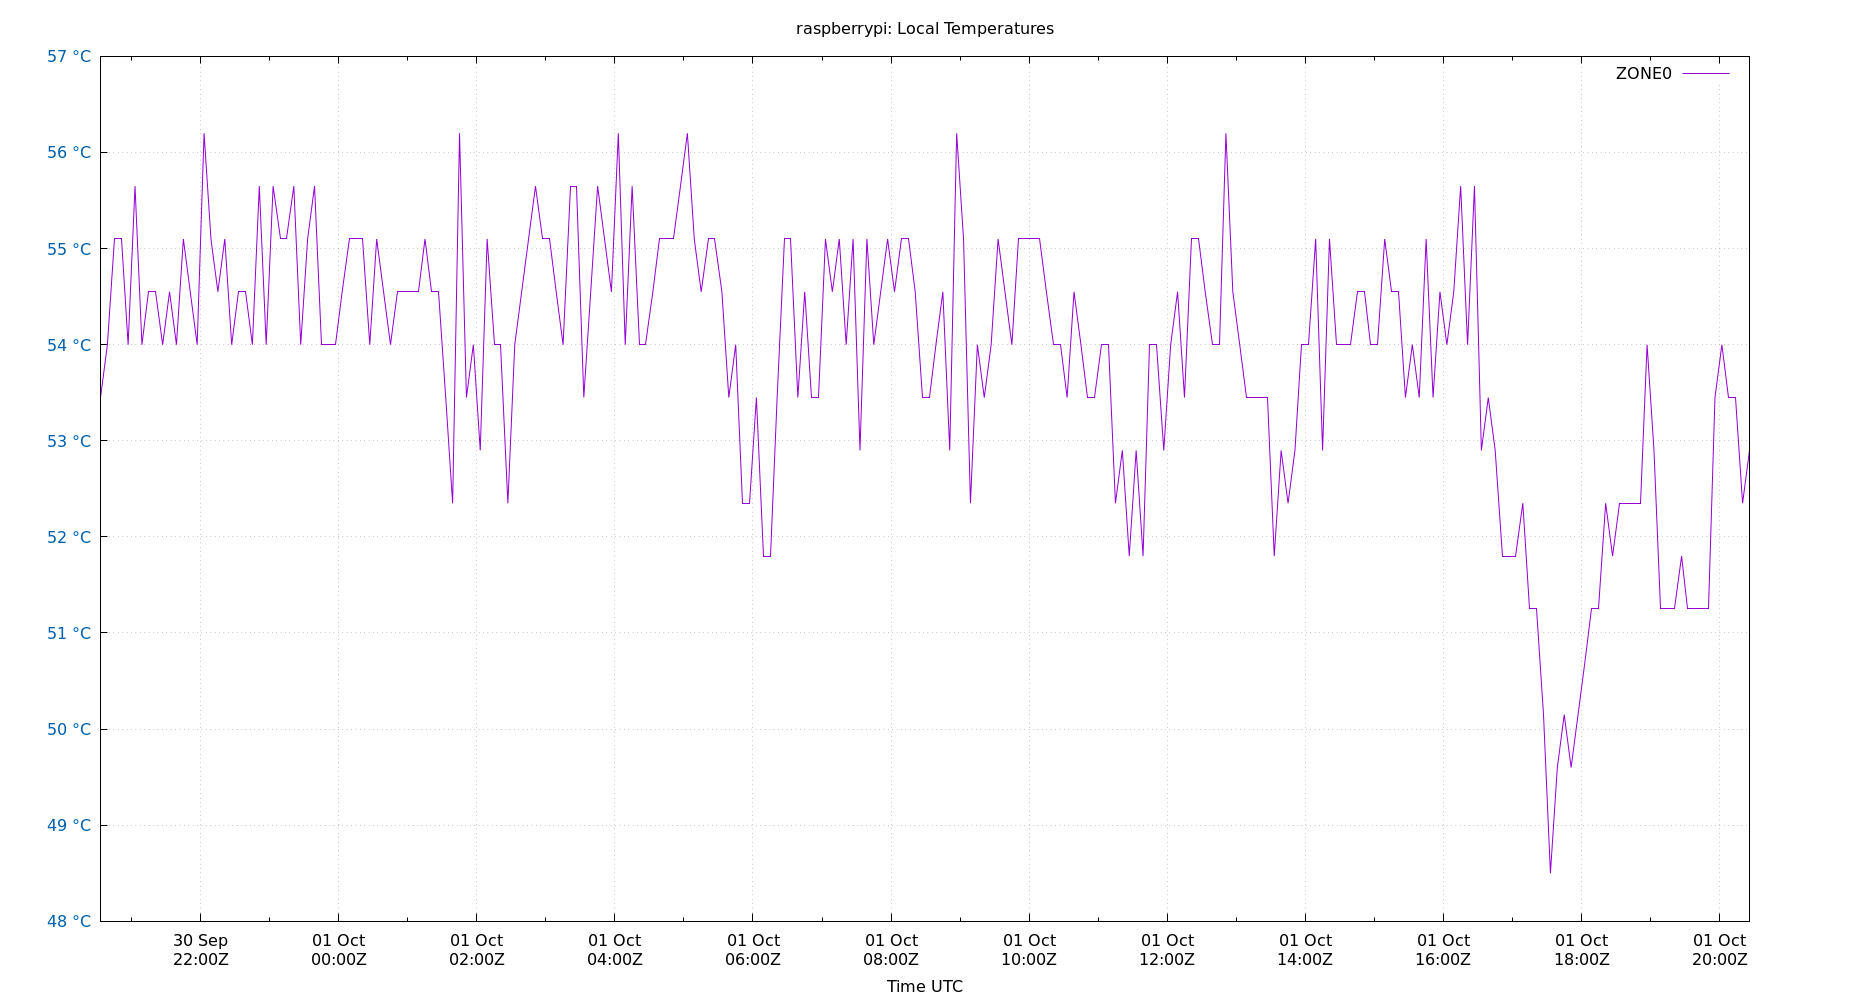 raspberrypi: Local Temperatures
57 °C
ZONE0
56 °C
55 °C
54 °C
53 °C
52 °C
51 °C
50 °C
49 °C
48 °C
30 Sep 01 Oct 01 Oct 01 Oct 01 Oct 01 Oct 01 Oct 01 Oct 01 Oct 01 Oct 01 Oct 01 Oct
22:00Z 00:00Z 02:00Z 04:00Z 06:00Z 08:00Z 10:00Z 12:00Z 14:00Z 16:00Z 18:00Z 20:00Z
Time UTC